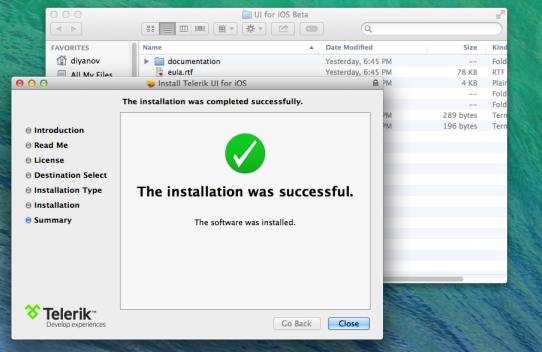 UI for iOS Beta
FAVORITES
diyanov
All My Files
Name Date Modified Size Kind
documentation Yesterday, 6:45 PM -- Fold
eula.rtf Yesterday, 6:45 PM 78 KB RTF
PM 4 KB Plain
-- Fold
-- Fold
PM 289 bytes Term
PM 196 bytes Term
Install Telerik UI for iOS
The installation was completed successfully.
Introduction
Read Me
License
Destination Select
Installation Type
Installation
Summary
The installation was successful.
The software was installed.
Telerik™
Develop experiences
Go Back Close